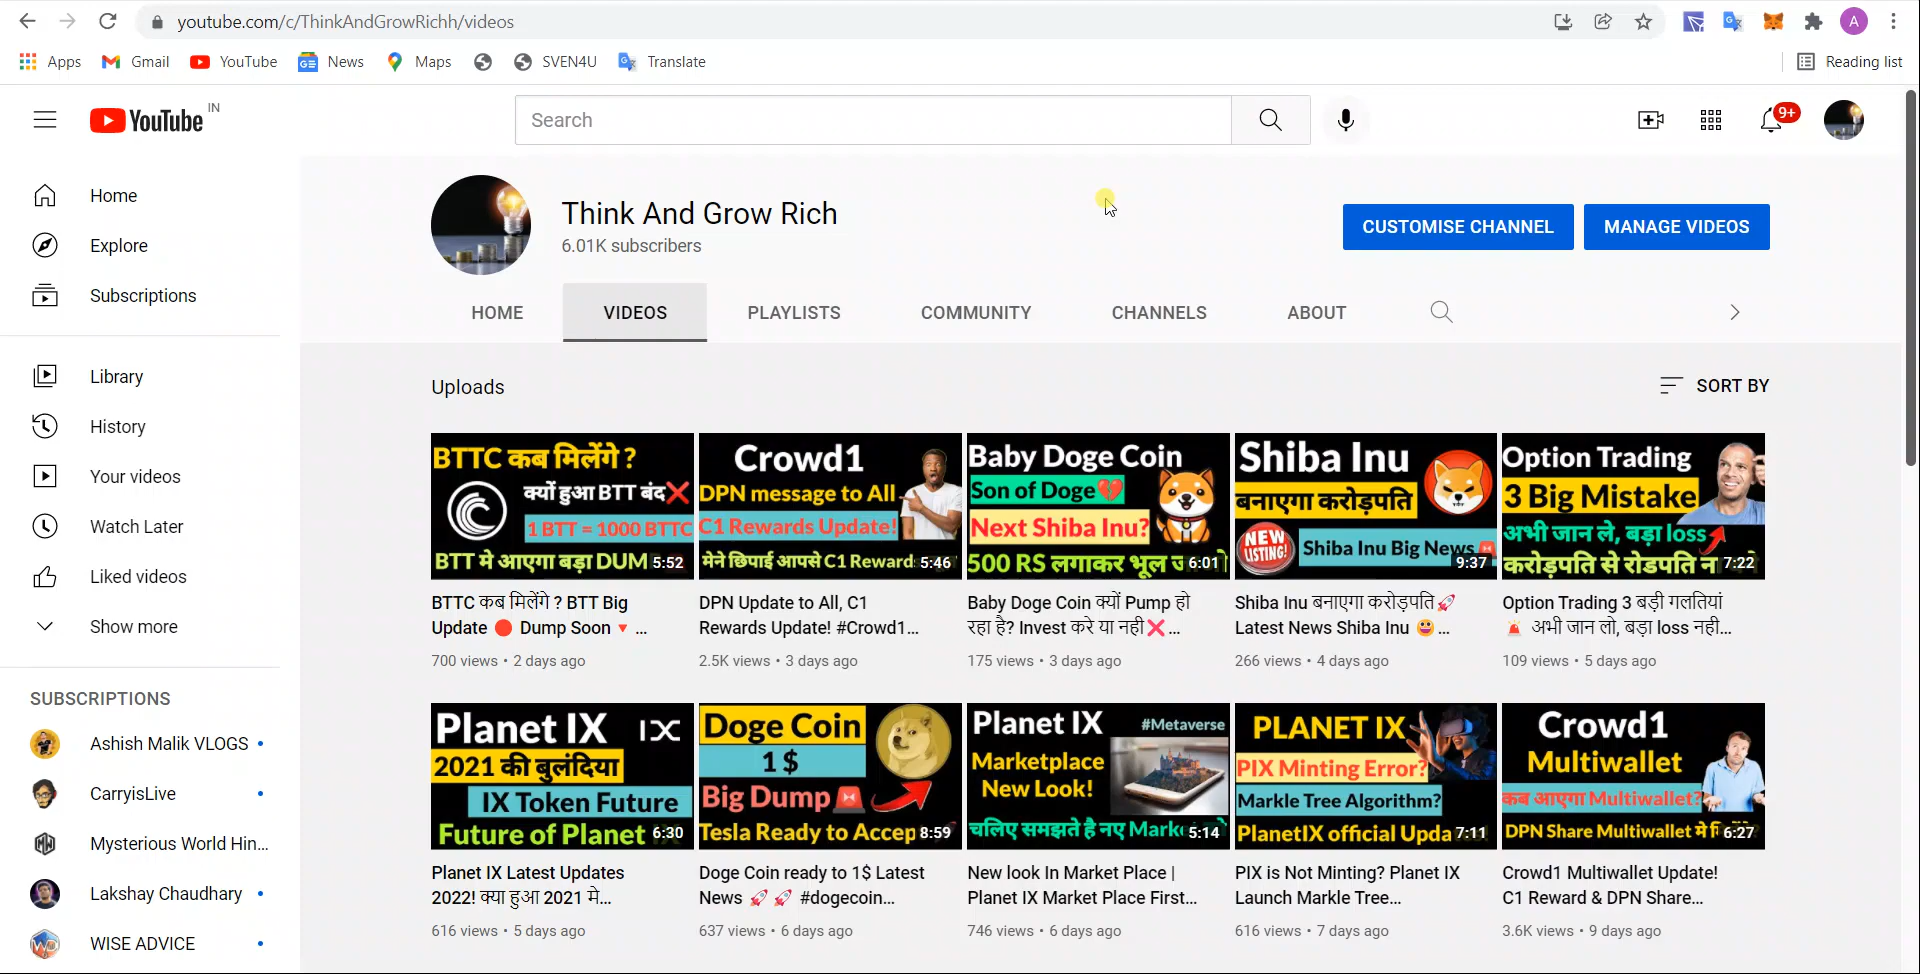 youtube.com/c/ThinkAndGrowRichh/videos
A
Apps Gmail YouTube News Maps SVEN4U Translate Reading list
YouTube IN
Search
9+
Home
Explore
Subscriptions
Library
History
Your videos
Watch Later
Liked videos
Show more
SUBSCRIPTIONS
Ashish Malik VLOGS
CarryisLive
Mysterious World Hin...
Lakshay Chaudhary
WISE ADVICE
Think And Grow Rich
6.01K subscribers
CUSTOMISE CHANNEL MANAGE VIDEOS
HOME VIDEOS PLAYLISTS COMMUNITY CHANNELS ABOUT
Uploads
SORT BY
BTTC कब मिलेंगे ?
क्यों हुआ BTT बंद❌
1 BTT = 1000 BTTC
BTT मे आएगा बड़ा DUM
5:52
BTTC कब मिलेंगे ? BTT Big
Update 🔴 Dump Soon 🔻 ...
700 views • 2 days ago
Crowd1
DPN message to All
C1 Rewards Update!
मेने छिपाई आपसे C1 Reward
5:46
DPN Update to All, C1
Rewards Update! #Crowd1...
2.5K views • 3 days ago
Baby Doge Coin
Son of Doge💔
Next Shiba Inu?
500 RS लगाकर भूल
6:01
Baby Doge Coin क्यों Pump हो
रहा है? Invest करे या नही❌...
175 views • 3 days ago
Shiba Inu
बनाएगा करोड़पति
NEW LISTING!
Shiba Inu Big News
9:37
Shiba Inu बनाएगा करोड़पति🚀
Latest News Shiba Inu 😀...
266 views • 4 days ago
Option Trading
3 Big Mistake
अभी जान ले, बड़ा loss
करोड़पति से रोडपति
7:22
Option Trading 3 बड़ी गलतियां
🚨 अभी जान लो, बड़ा loss नही...
109 views • 5 days ago
Planet IX IX
2021 की बुलंदिया
IX Token Future
Future of Planet IX
6:30
Planet IX Latest Updates
2022! क्या हुआ 2021 मे...
616 views • 5 days ago
Doge Coin
1 $
Big Dump🚨
Tesla Ready to Accep
8:59
Doge Coin ready to 1$ Latest
News 🚀 🚀 #dogecoin...
637 views • 6 days ago
Planet IX #Metaverse
Marketplace
New Look!
चलिए समझते है नए Mark
5:14
New look In Market Place |
Planet IX Market Place First...
746 views • 6 days ago
PLANET IX
PIX Minting Error?
Markle Tree Algorithm?
PlanetIX official Upda
7:11
PIX is Not Minting? Planet IX
Launch Markle Tree...
616 views • 7 days ago
Crowd1
Multiwallet
कब आएगा Multiwallet?
DPN Share Multiwallet मे
6:27
Crowd1 Multiwallet Update!
C1 Reward & DPN Share...
3.6K views • 9 days ago